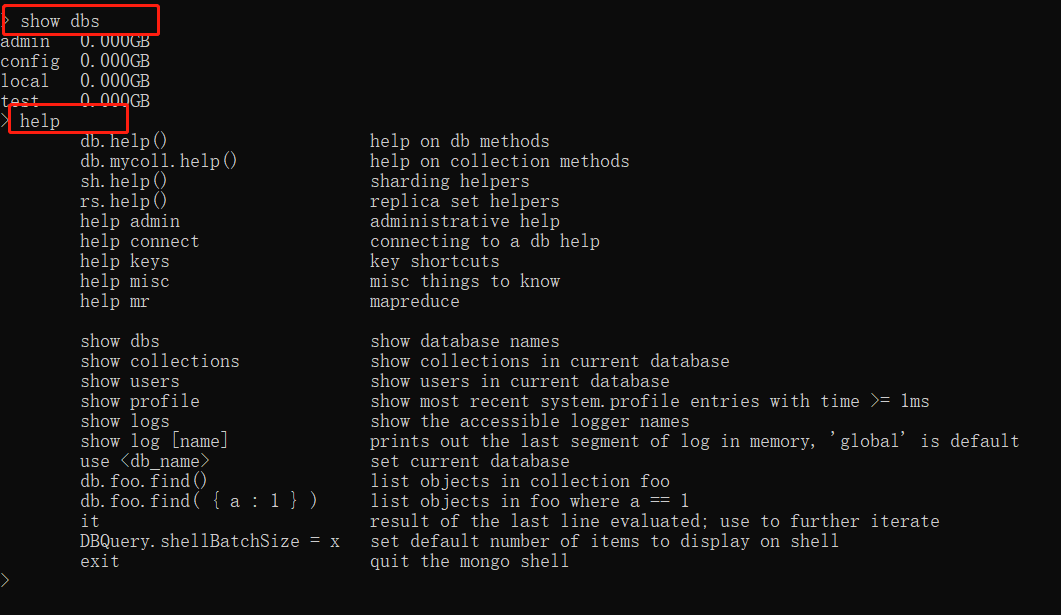 > show dbs
admin   0.000GB
config  0.000GB
local   0.000GB
test    0.000GB
> help
        db.help()                    help on db methods
        db.mycoll.help()             help on collection methods
        sh.help()                    sharding helpers
        rs.help()                    replica set helpers
        help admin                   administrative help
        help connect                 connecting to a db help
        help keys                    key shortcuts
        help misc                    misc things to know
        help mr                      mapreduce

        show dbs                     show database names
        show collections             show collections in current database
        show users                   show users in current database
        show profile                 show most recent system.profile entries with time >= 1ms
        show logs                    show the accessible logger names
        show log [name]              prints out the last segment of log in memory, 'global' is default
        use <db_name>                set current database
        db.foo.find()                list objects in collection foo
        db.foo.find( { a : 1 } )     list objects in foo where a == 1
        it                           result of the last line evaluated; use to further iterate
        DBQuery.shellBatchSize = x   set default number of items to display on shell
        exit                         quit the mongo shell
>